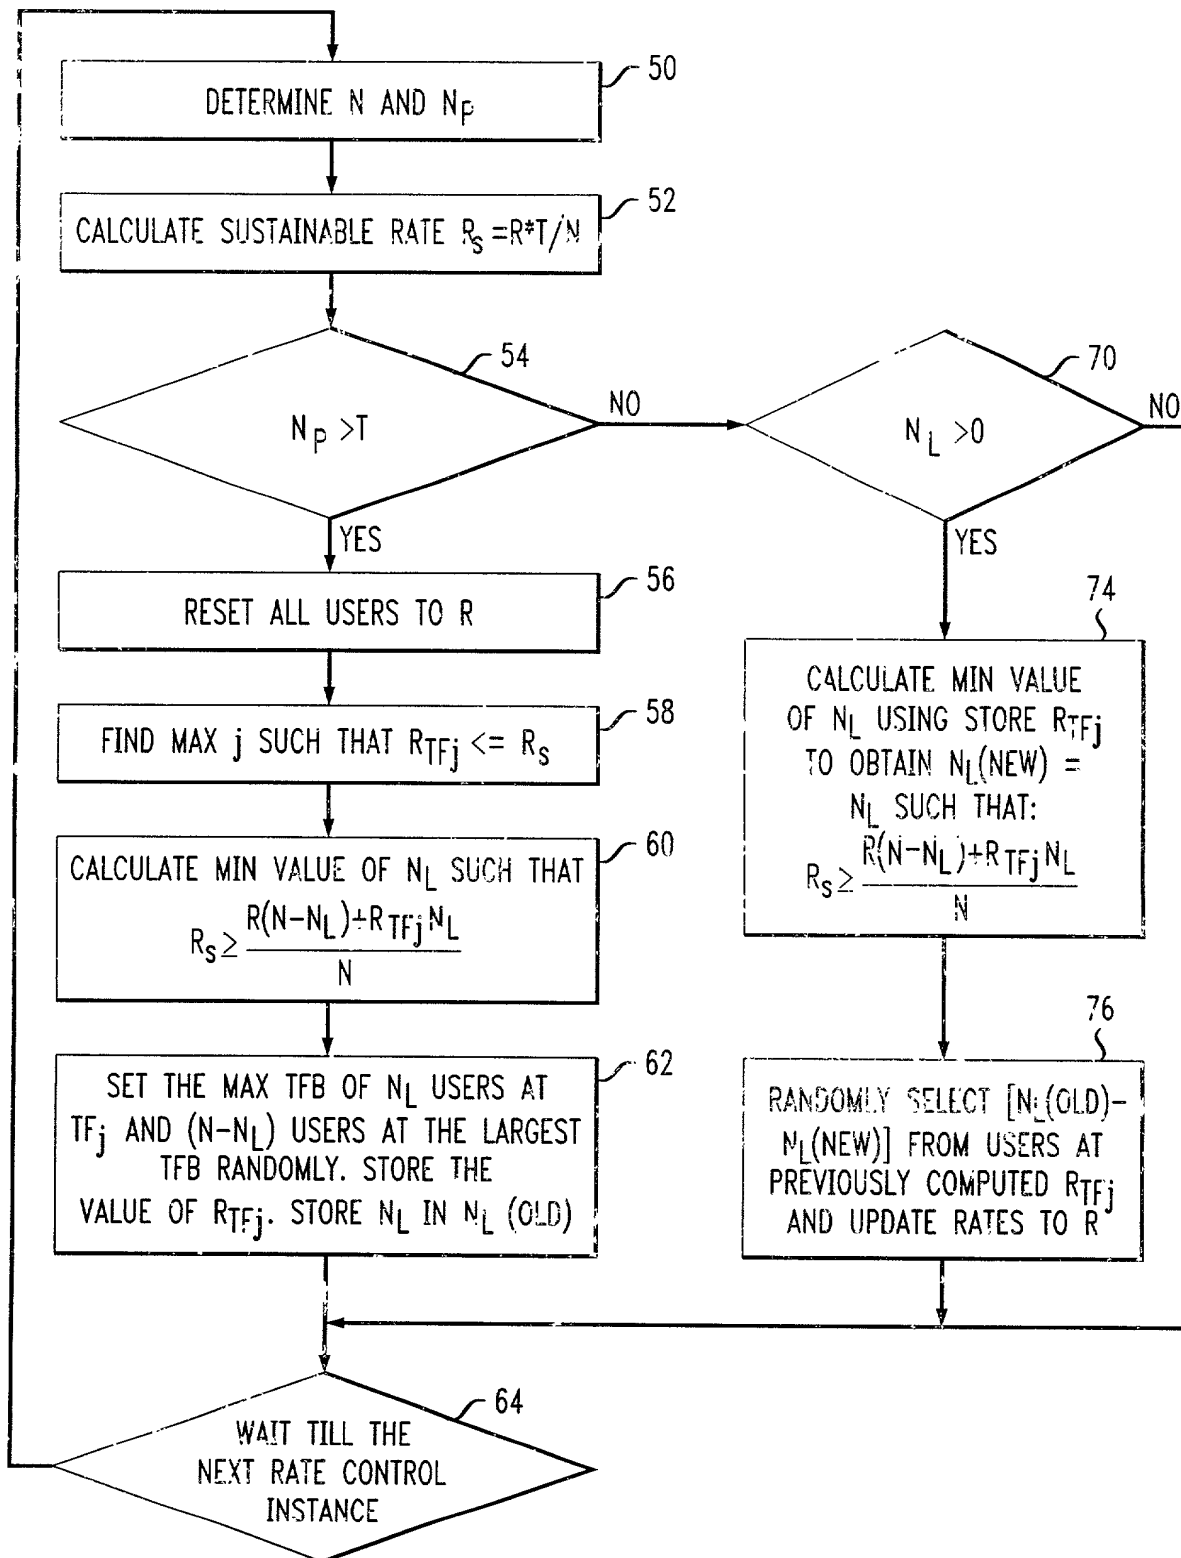 50
DETERMINE N AND Np
52
CALCULATE SUSTAINABLE RATE Rs =R*T/N
54
Np >T
NO
YES
56
RESET ALL USERS TO R
58
FIND MAX j SUCH THAT RTFj <= Rs
60
CALCULATE MIN VALUE OF NL SUCH THAT
Rs ≥ R(N-NL)+RTFj NL
N
62
SET THE MAX TFB OF NL USERS AT
TFj AND (N-NL) USERS AT THE LARGEST
TFB RANDOMLY. STORE THE
VALUE OF RTFj. STORE NL IN NL (OLD)
64
WAIT TILL THE
NEXT RATE CONTROL
INSTANCE
70
NL >0
NO
YES
74
CALCULATE MIN VALUE
OF NL USING STORE RTFj
TO OBTAIN NL(NEW) =
NL SUCH THAT:
Rs ≥ R(N-NL)+RTFj NL
N
76
RANDOMLY SELECT [NL(OLD)-
NL(NEW)] FROM USERS AT
PREVIOUSLY COMPUTED RTFj
AND UPDATE RATES TO R